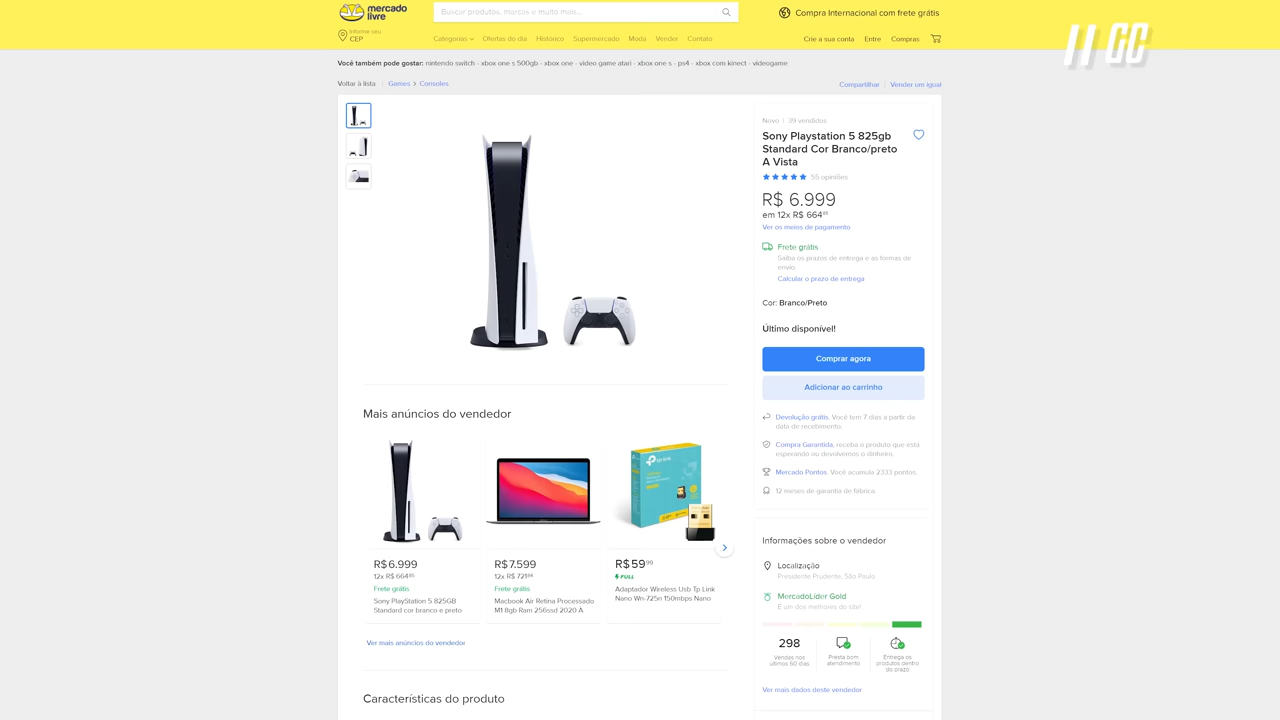 mercado
livre
Buscar produtos, marcas e muito mais...
Compra Internacional com frete grátis
Informe seu
CEP
Categorias Ofertas do dia Histórico Supermercado Moda Vender Contato
Crie a sua conta Entre Compras
CC
Você também pode gostar: nintendo switch - xbox one s 500gb - xbox one - video game atari - xbox one s - ps4 - xbox com kinect - videogame
Voltar à lista | Games > Consoles
Compartilhar | Vender um igual
Novo | 39 vendidos
Sony Playstation 5 825gb
Standard Cor Branco/preto
A Vista
55 opiniões
R$ 6.999
em 12x R$ 664
Ver os meios de pagamento
Frete grátis
Saiba os prazos de entrega e as formas de
envio.
Calcular o prazo de entrega
Cor: Branco/Preto
Último disponível!
Comprar agora
Adicionar ao carrinho
Devolução grátis. Você tem 7 dias a partir da
data de recebimento.
Compra Garantida, receba o produto que está
esperando ou devolvemos o dinheiro.
Mercado Pontos. Você acumula 2333 pontos.
12 meses de garantia de fábrica.
Mais anúncios do vendedor
R$ 6.999
12x R$ 664
Frete grátis
Sony PlayStation 5 825GB
Standard cor branco e preto
R$ 7.599
12x R$ 721
Frete grátis
Macbook Air Retina Processado
M1 8gb Ram 256ssd 2020 A
tp-link
R$ 59 99
FULL
Adaptador Wireless Usb Tp Link
Nano Wn-725n 150mbps Nano
Ver mais anúncios do vendedor
Características do produto
Informações sobre o vendedor
Localização
Presidente Prudente, São Paulo
MercadoLíder Gold
É um dos melhores do site!
298
Vendas nos
últimos 60 dias
Presta bom
atendimento
Entrega os
produtos dentro
do prazo
Ver mais dados deste vendedor